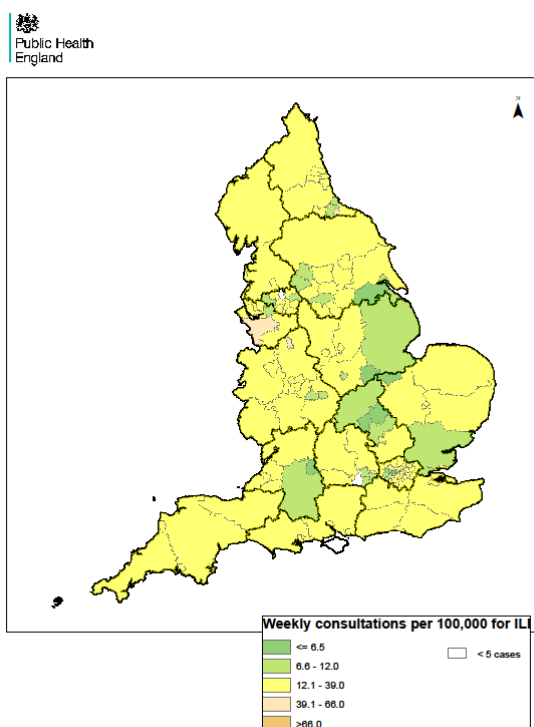 Public Health
England
N
Weekly consultations per 100,000 for ILI
<= 6.5
6.6 - 12.0
12.1 - 39.0
39.1 - 66.0
>66.0
< 5 cases